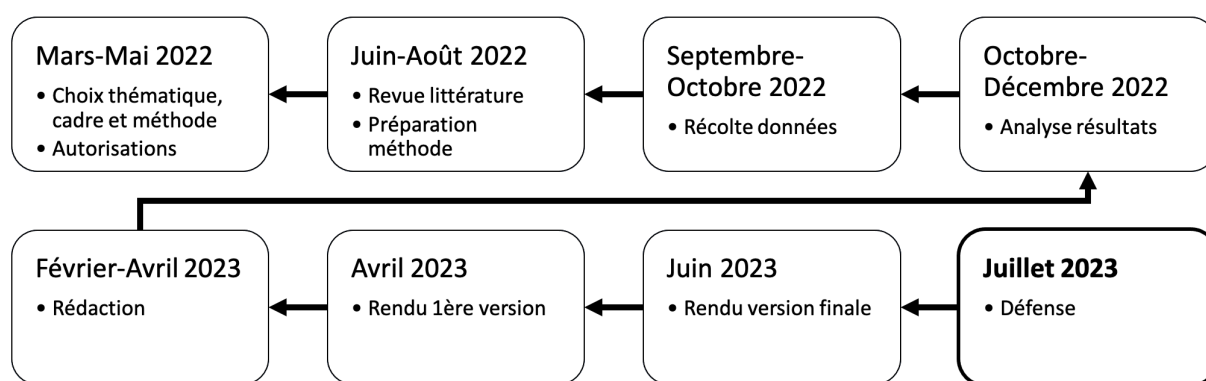 Mars-Mai 2022
• Choix thématique,
cadre et méthode
• Autorisations
Juin-Août 2022
• Revue littérature
• Préparation
méthode
Septembre-
Octobre 2022
• Récolte données
Octobre-
Décembre 2022
• Analyse résultats
Février-Avril 2023
• Rédaction
Avril 2023
• Rendu 1ère version
Juin 2023
• Rendu version finale
Juillet 2023
• Défense